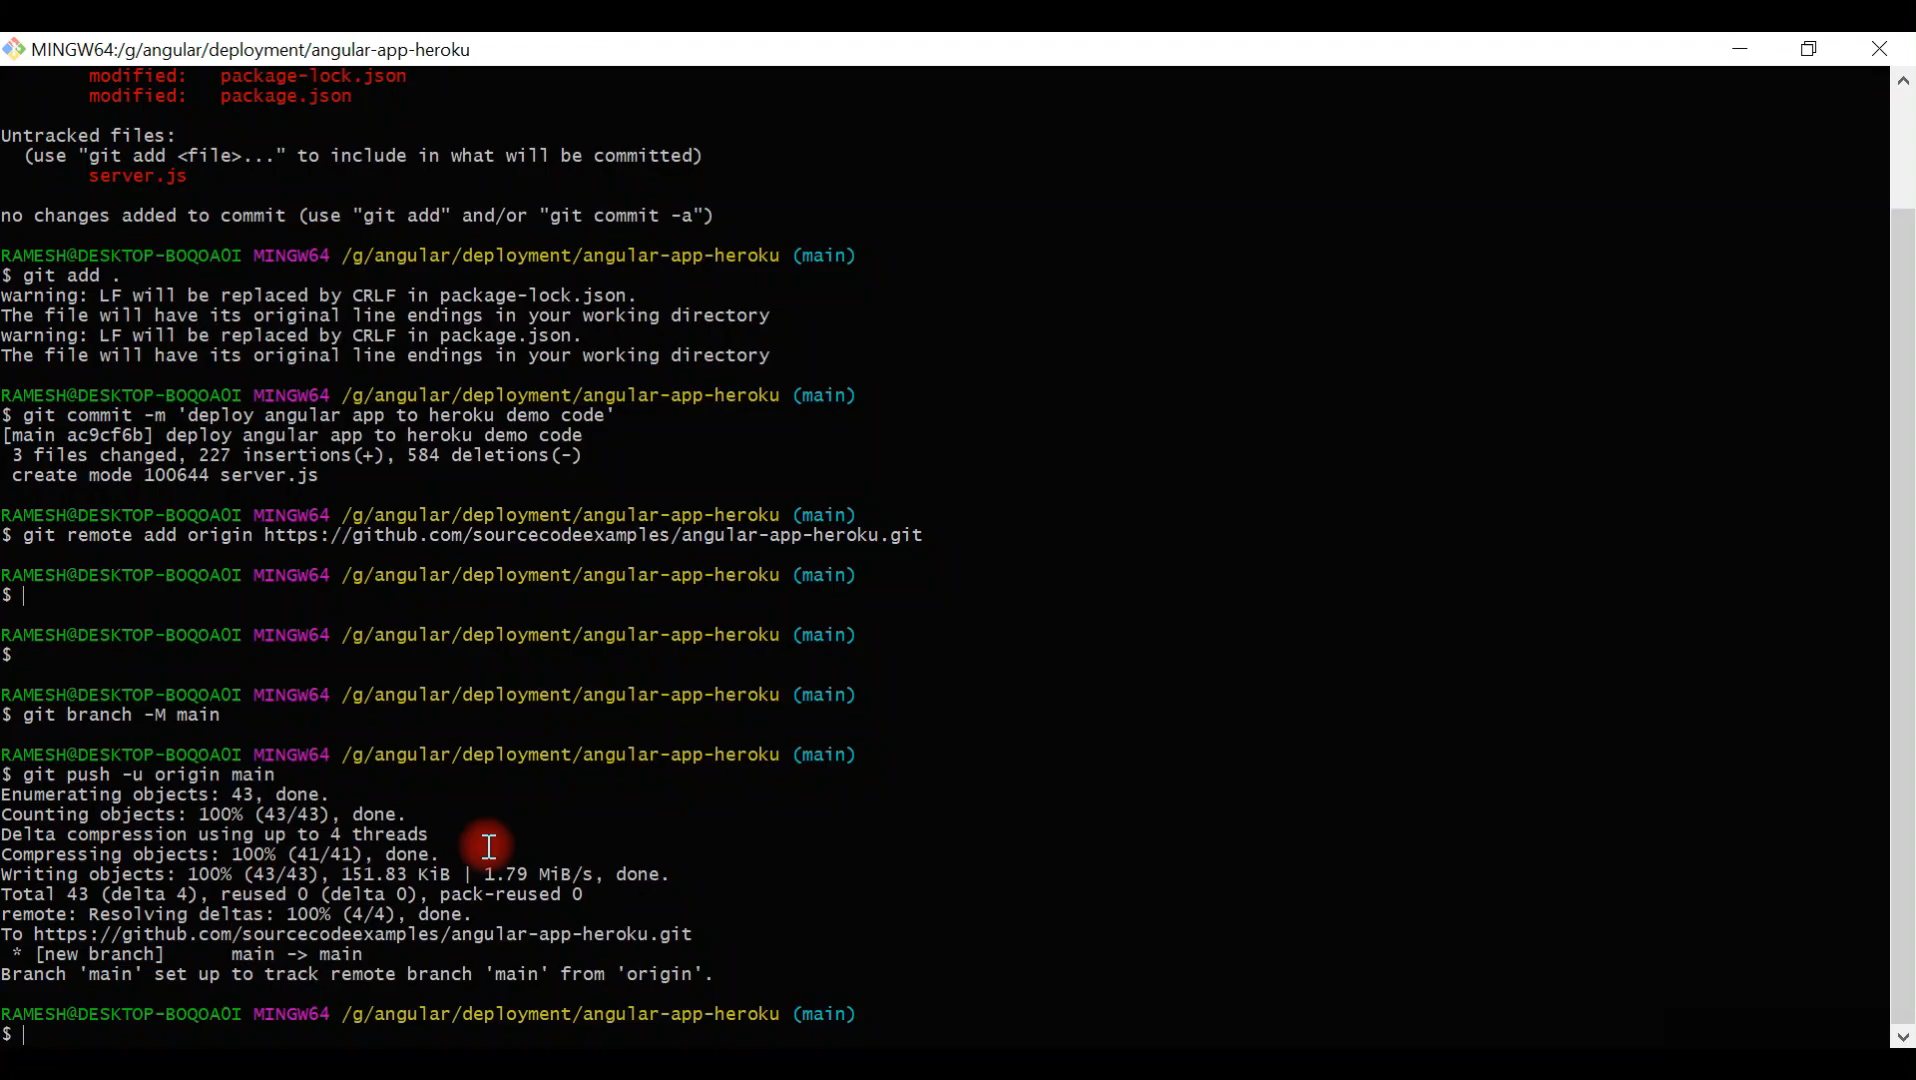 MINGW64:/g/angular/deployment/angular-app-heroku
modified: package-lock.json
modified: package.json
Untracked files:
(use "git add <file>..." to include in what will be committed)
server.js
no changes added to commit (use "git add" and/or "git commit -a")
RAMESH@DESKTOP-BOQOA0I MINGW64 /g/angular/deployment/angular-app-heroku (main)
$ git add .
warning: LF will be replaced by CRLF in package-lock.json.
The file will have its original line endings in your working directory
warning: LF will be replaced by CRLF in package.json.
The file will have its original line endings in your working directory
RAMESH@DESKTOP-BOQOA0I MINGW64 /g/angular/deployment/angular-app-heroku (main)
$ git commit -m 'deploy angular app to heroku demo code'
[main ac9cf6b] deploy angular app to heroku demo code
3 files changed, 227 insertions(+), 584 deletions(-)
create mode 100644 server.js
RAMESH@DESKTOP-BOQOA0I MINGW64 /g/angular/deployment/angular-app-heroku (main)
$ git remote add origin https://github.com/sourcecodeexamples/angular-app-heroku.git
RAMESH@DESKTOP-BOQOA0I MINGW64 /g/angular/deployment/angular-app-heroku (main)
$
RAMESH@DESKTOP-BOQOA0I MINGW64 /g/angular/deployment/angular-app-heroku (main)
$
RAMESH@DESKTOP-BOQOA0I MINGW64 /g/angular/deployment/angular-app-heroku (main)
$ git branch -M main
RAMESH@DESKTOP-BOQOA0I MINGW64 /g/angular/deployment/angular-app-heroku (main)
$ git push -u origin main
Enumerating objects: 43, done.
Counting objects: 100% (43/43), done.
Delta compression using up to 4 threads
Compressing objects: 100% (41/41), done.
Writing objects: 100% (43/43), 151.83 KiB | 1.79 MiB/s, done.
Total 43 (delta 4), reused 0 (delta 0), pack-reused 0
remote: Resolving deltas: 100% (4/4), done.
To https://github.com/sourcecodeexamples/angular-app-heroku.git
* [new branch] main -> main
Branch 'main' set up to track remote branch 'main' from 'origin'.
RAMESH@DESKTOP-BOQOA0I MINGW64 /g/angular/deployment/angular-app-heroku (main)
$